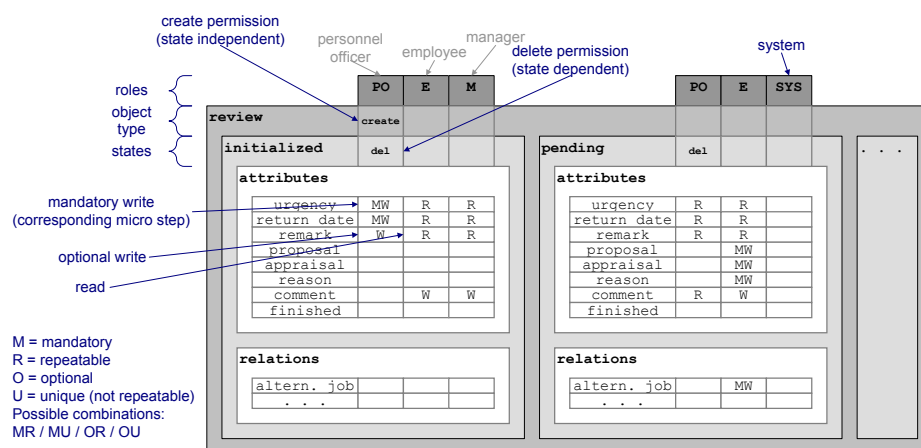 create permission
(state independent)
personnel
officer
employee
manager
delete permission
(state dependent)
system
roles
PO E M
PO E SYS
object
type
review
create
states
initialized
del
pending
del
. . .
attributes
urgency MW R R
return date MW R R
remark W R R
proposal
appraisal
reason
comment W W
finished
attributes
urgency R R
return date R R
remark R R
proposal MW
appraisal MW
reason MW
comment R W
finished
mandatory write
(corresponding micro step)
optional write
read
relations
altern. job
. . .
relations
altern. job MW
. . .
M = mandatory
R = repeatable
O = optional
U = unique (not repeatable)
Possible combinations:
MR / MU / OR / OU